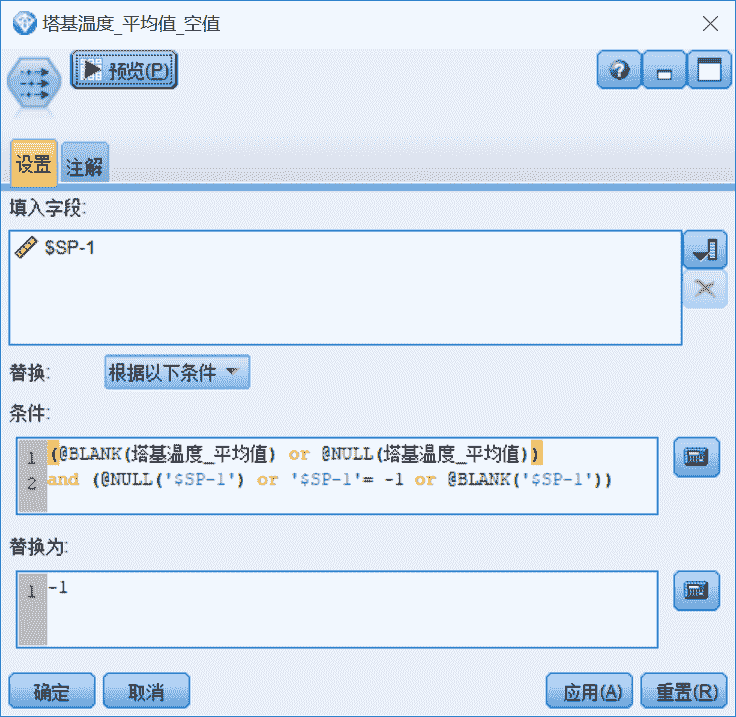 塔基温度_平均值_空值
预览(P)
设置 注解
填入字段:
$SP-1
替换: 根据以下条件
条件:
1 (@BLANK(塔基温度_平均值) or @NULL(塔基温度_平均值))
2 and (@NULL('$SP-1') or '$SP-1'= -1 or @BLANK('$SP-1'))
替换为:
1 -1
确定 取消 应用(A) 重置(R)